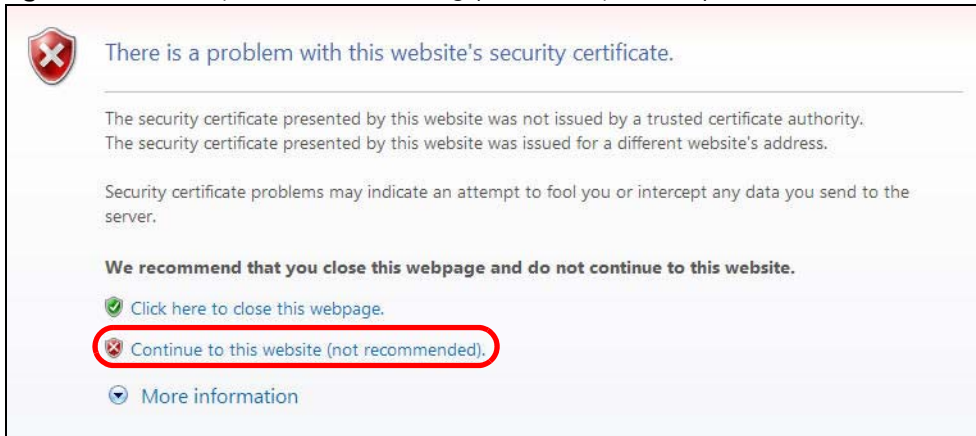 There is a problem with this website's security certificate.
The security certificate presented by this website was not issued by a trusted certificate authority.
The security certificate presented by this website was issued for a different website's address.
Security certificate problems may indicate an attempt to fool you or intercept any data you send to the
server.
We recommend that you close this webpage and do not continue to this website.
Click here to close this webpage.
Continue to this website (not recommended).
More information